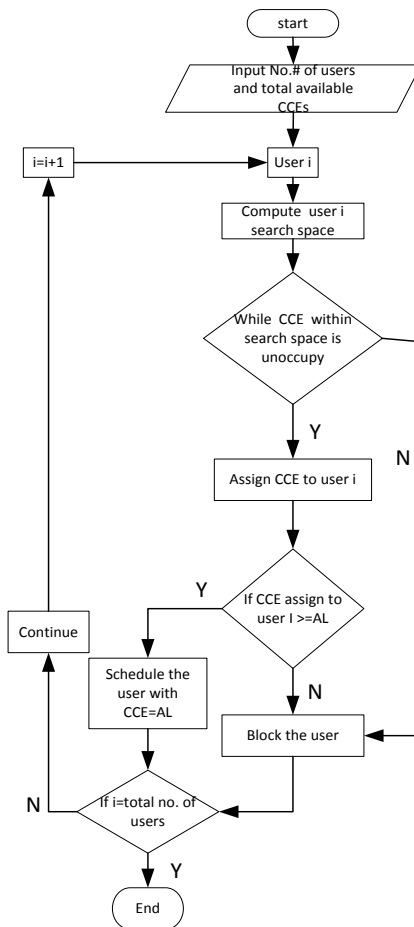 start
Input No.# of users
and total available
CCEs
i=i+1
User i
Compute user i
search space
While CCE within
search space is
unoccupy
Y
N
Assign CCE to user i
If CCE assign to
user I >=AL
Y
N
Continue
Schedule the
user with
CCE=AL
Block the user
If i=total no. of
users
N
Y
End